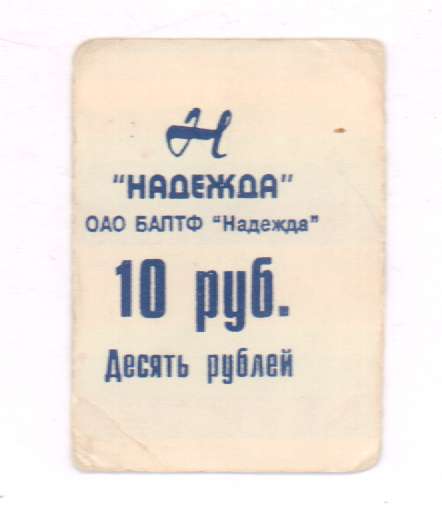 Н
"НАДЕЖДА"
ОАО БАЛТФ "Надежда"
10 руб.
Десять рублей